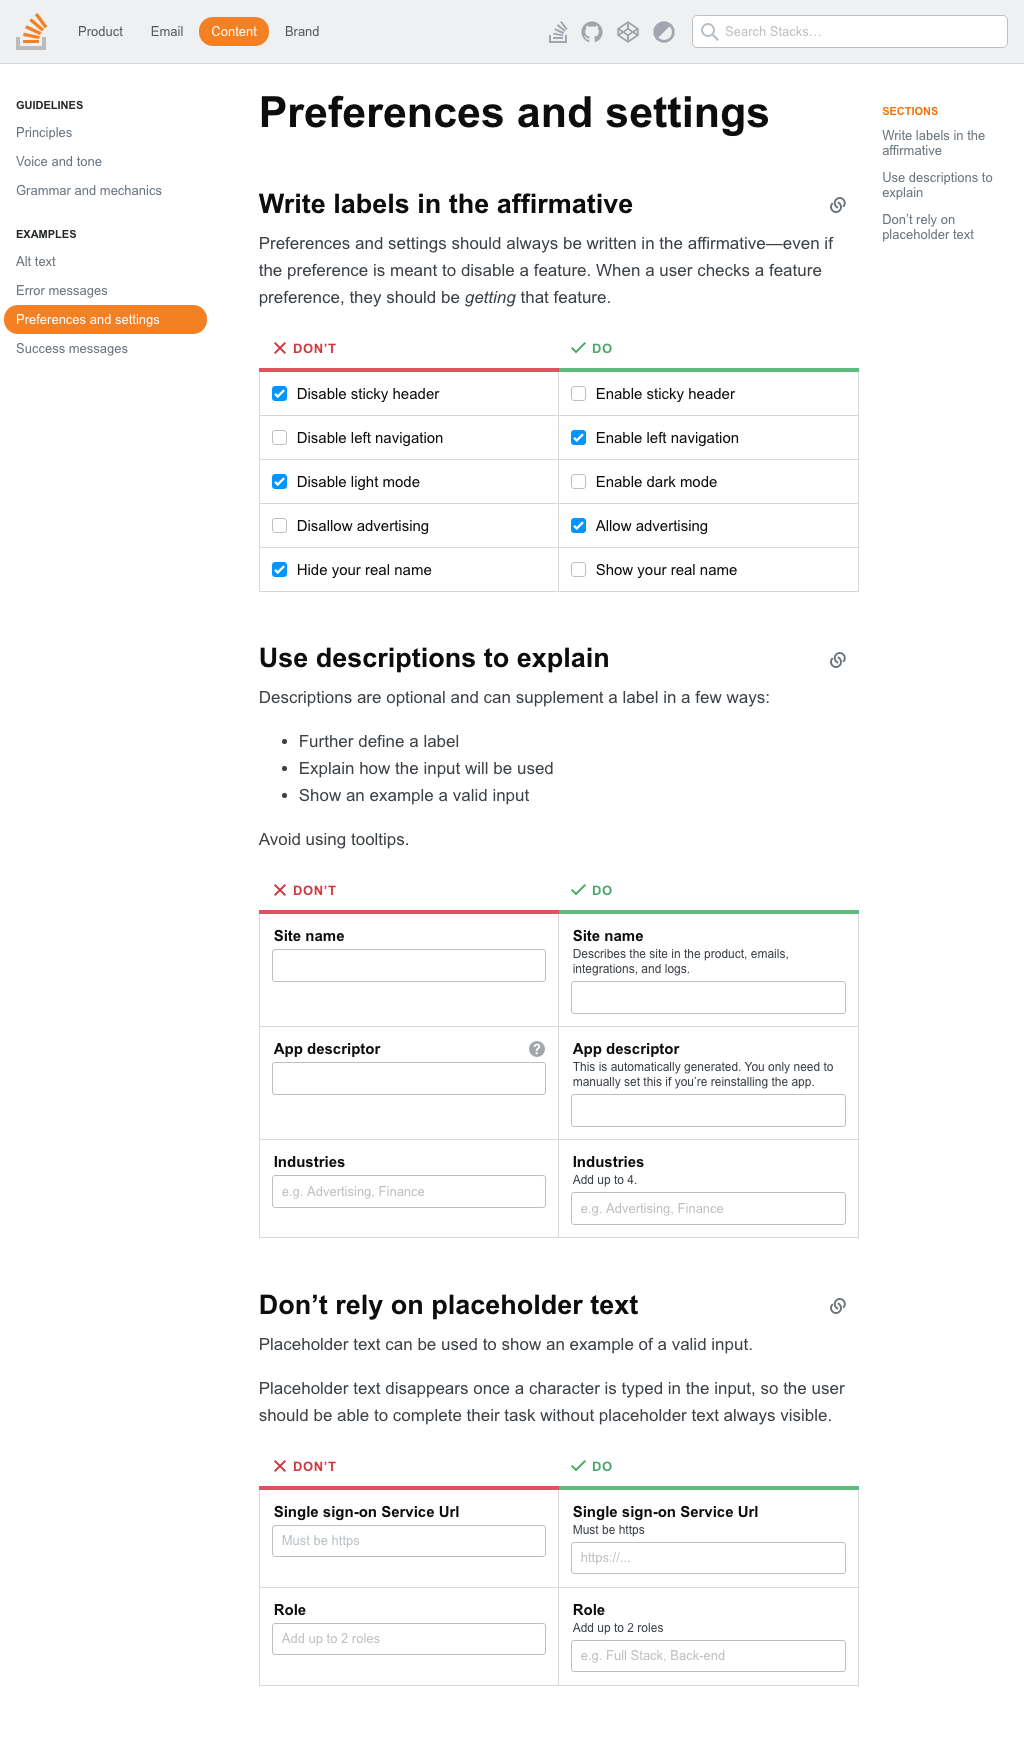 Product Email Content Brand Search Stacks…
GUIDELINES
Principles
Voice and tone
Grammar and mechanics
EXAMPLES
Alt text
Error messages
Preferences and settings
Success messages
Preferences and settings
Write labels in the affirmative
Preferences and settings should always be written in the affirmative—even if
the preference is meant to disable a feature. When a user checks a feature
preference, they should be getting that feature.
DON'T DO
Disable sticky header Enable sticky header
Disable left navigation Enable left navigation
Disable light mode Enable dark mode
Disallow advertising Allow advertising
Hide your real name Show your real name
Use descriptions to explain
Descriptions are optional and can supplement a label in a few ways:
• Further define a label
• Explain how the input will be used
• Show an example a valid input
Avoid using tooltips.
DON'T DO
Site name
Site name
Describes the site in the product, emails,
integrations, and logs.
App descriptor ?
App descriptor
This is automatically generated. You only need to
manually set this if you’re reinstalling the app.
Industries
e.g. Advertising, Finance
Industries
Add up to 4.
e.g. Advertising, Finance
Don’t rely on placeholder text
Placeholder text can be used to show an example of a valid input.
Placeholder text disappears once a character is typed in the input, so the user
should be able to complete their task without placeholder text always visible.
DON'T DO
Single sign-on Service Url
Must be https
Single sign-on Service Url
Must be https
https://...
Role
Add up to 2 roles
Role
Add up to 2 roles
e.g. Full Stack, Back-end
SECTIONS
Write labels in the
affirmative
Use descriptions to
explain
Don’t rely on
placeholder text